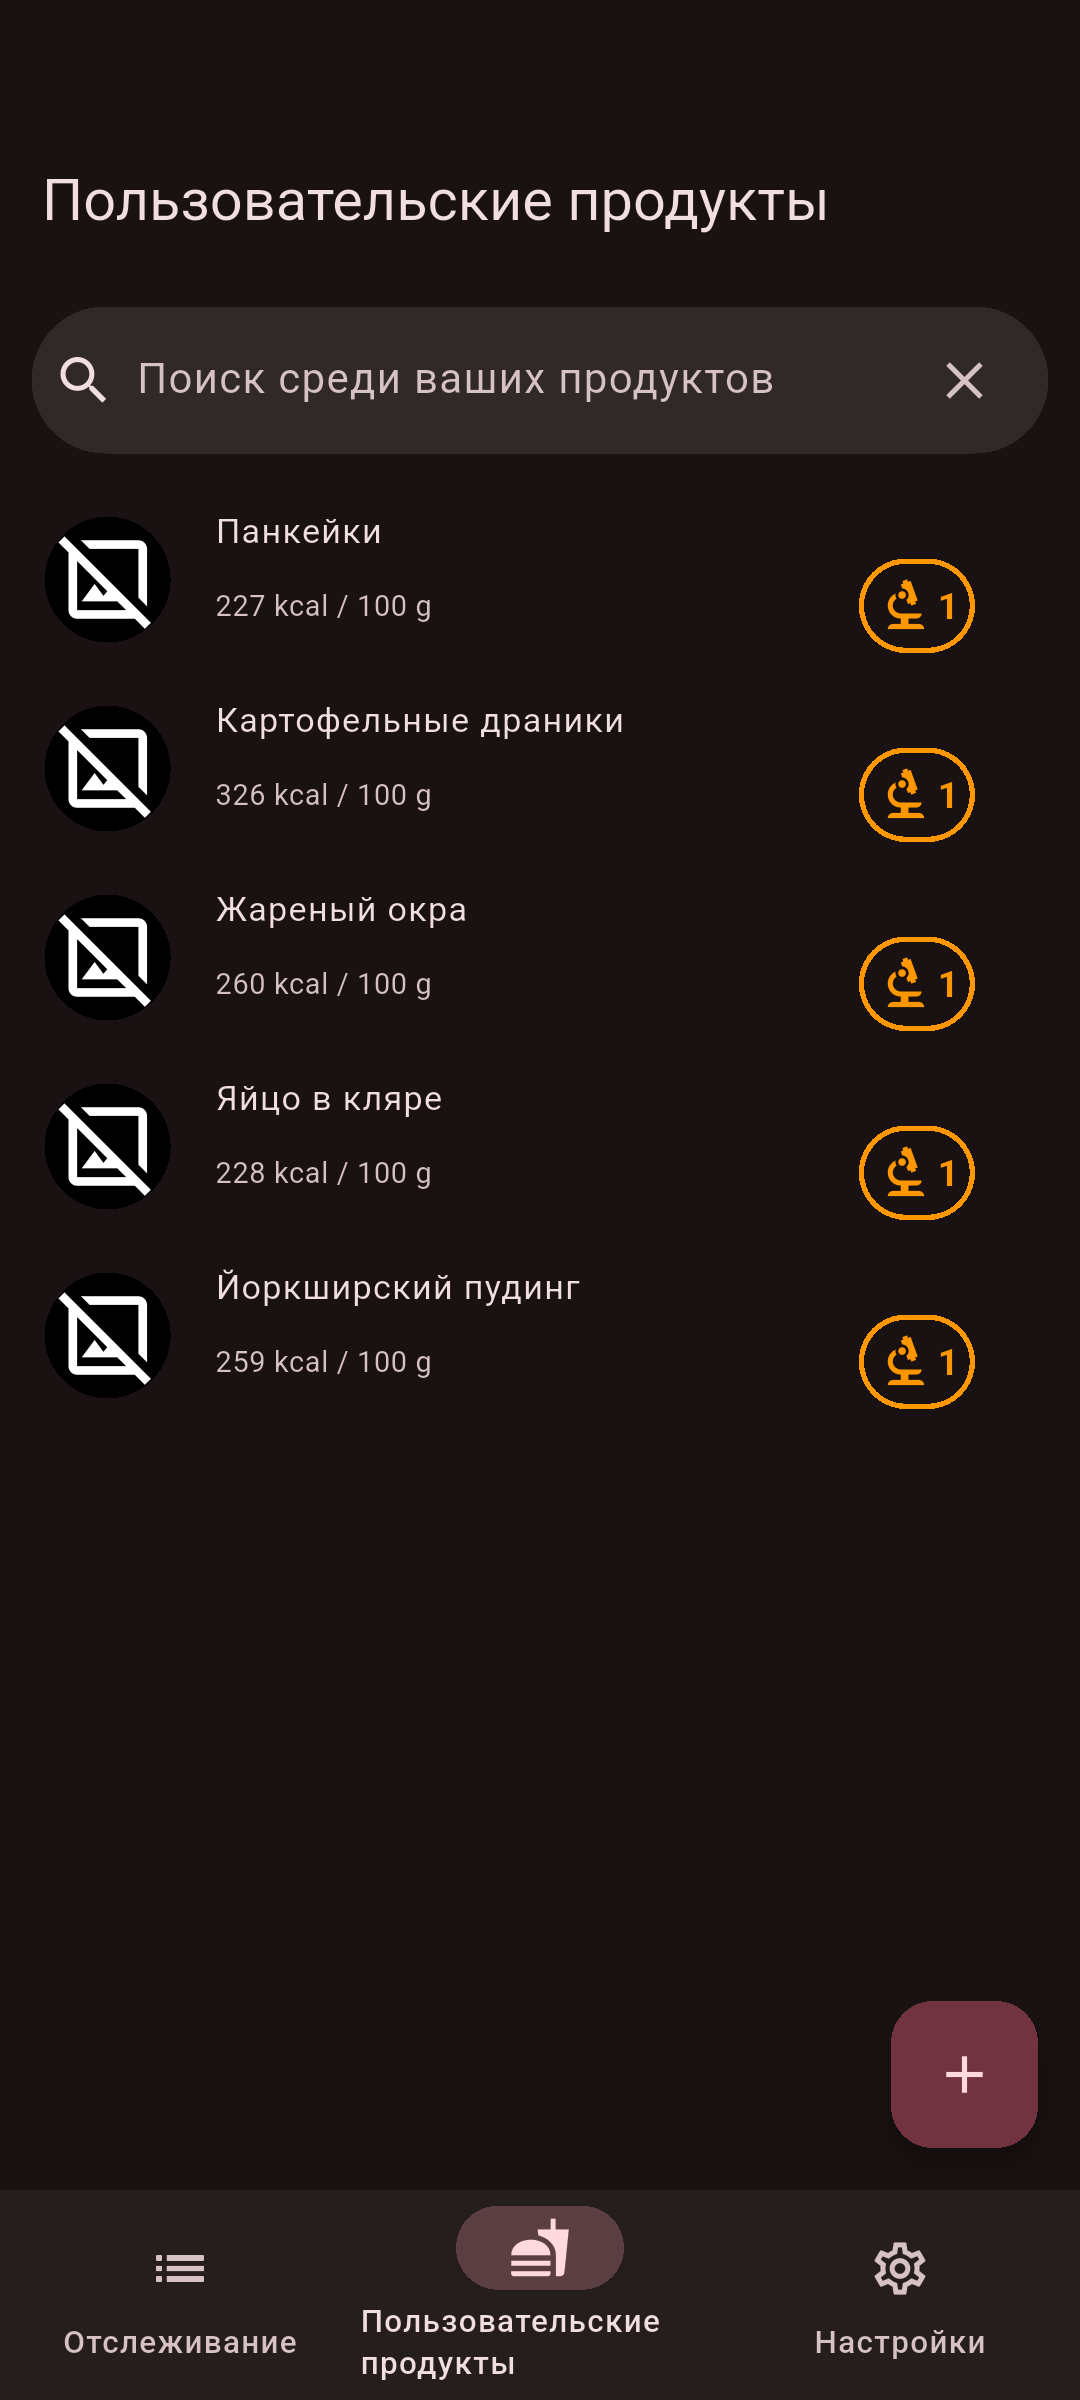 Пользовательские продукты
Поиск среди ваших продуктов
Панкейки
227 kcal / 100 g
1
Картофельные драники
326 kcal / 100 g
1
Жареный окра
260 kcal / 100 g
1
Яйцо в кляре
228 kcal / 100 g
1
Йоркширский пудинг
259 kcal / 100 g
1
Отслеживание
Пользовательские
продукты
Настройки